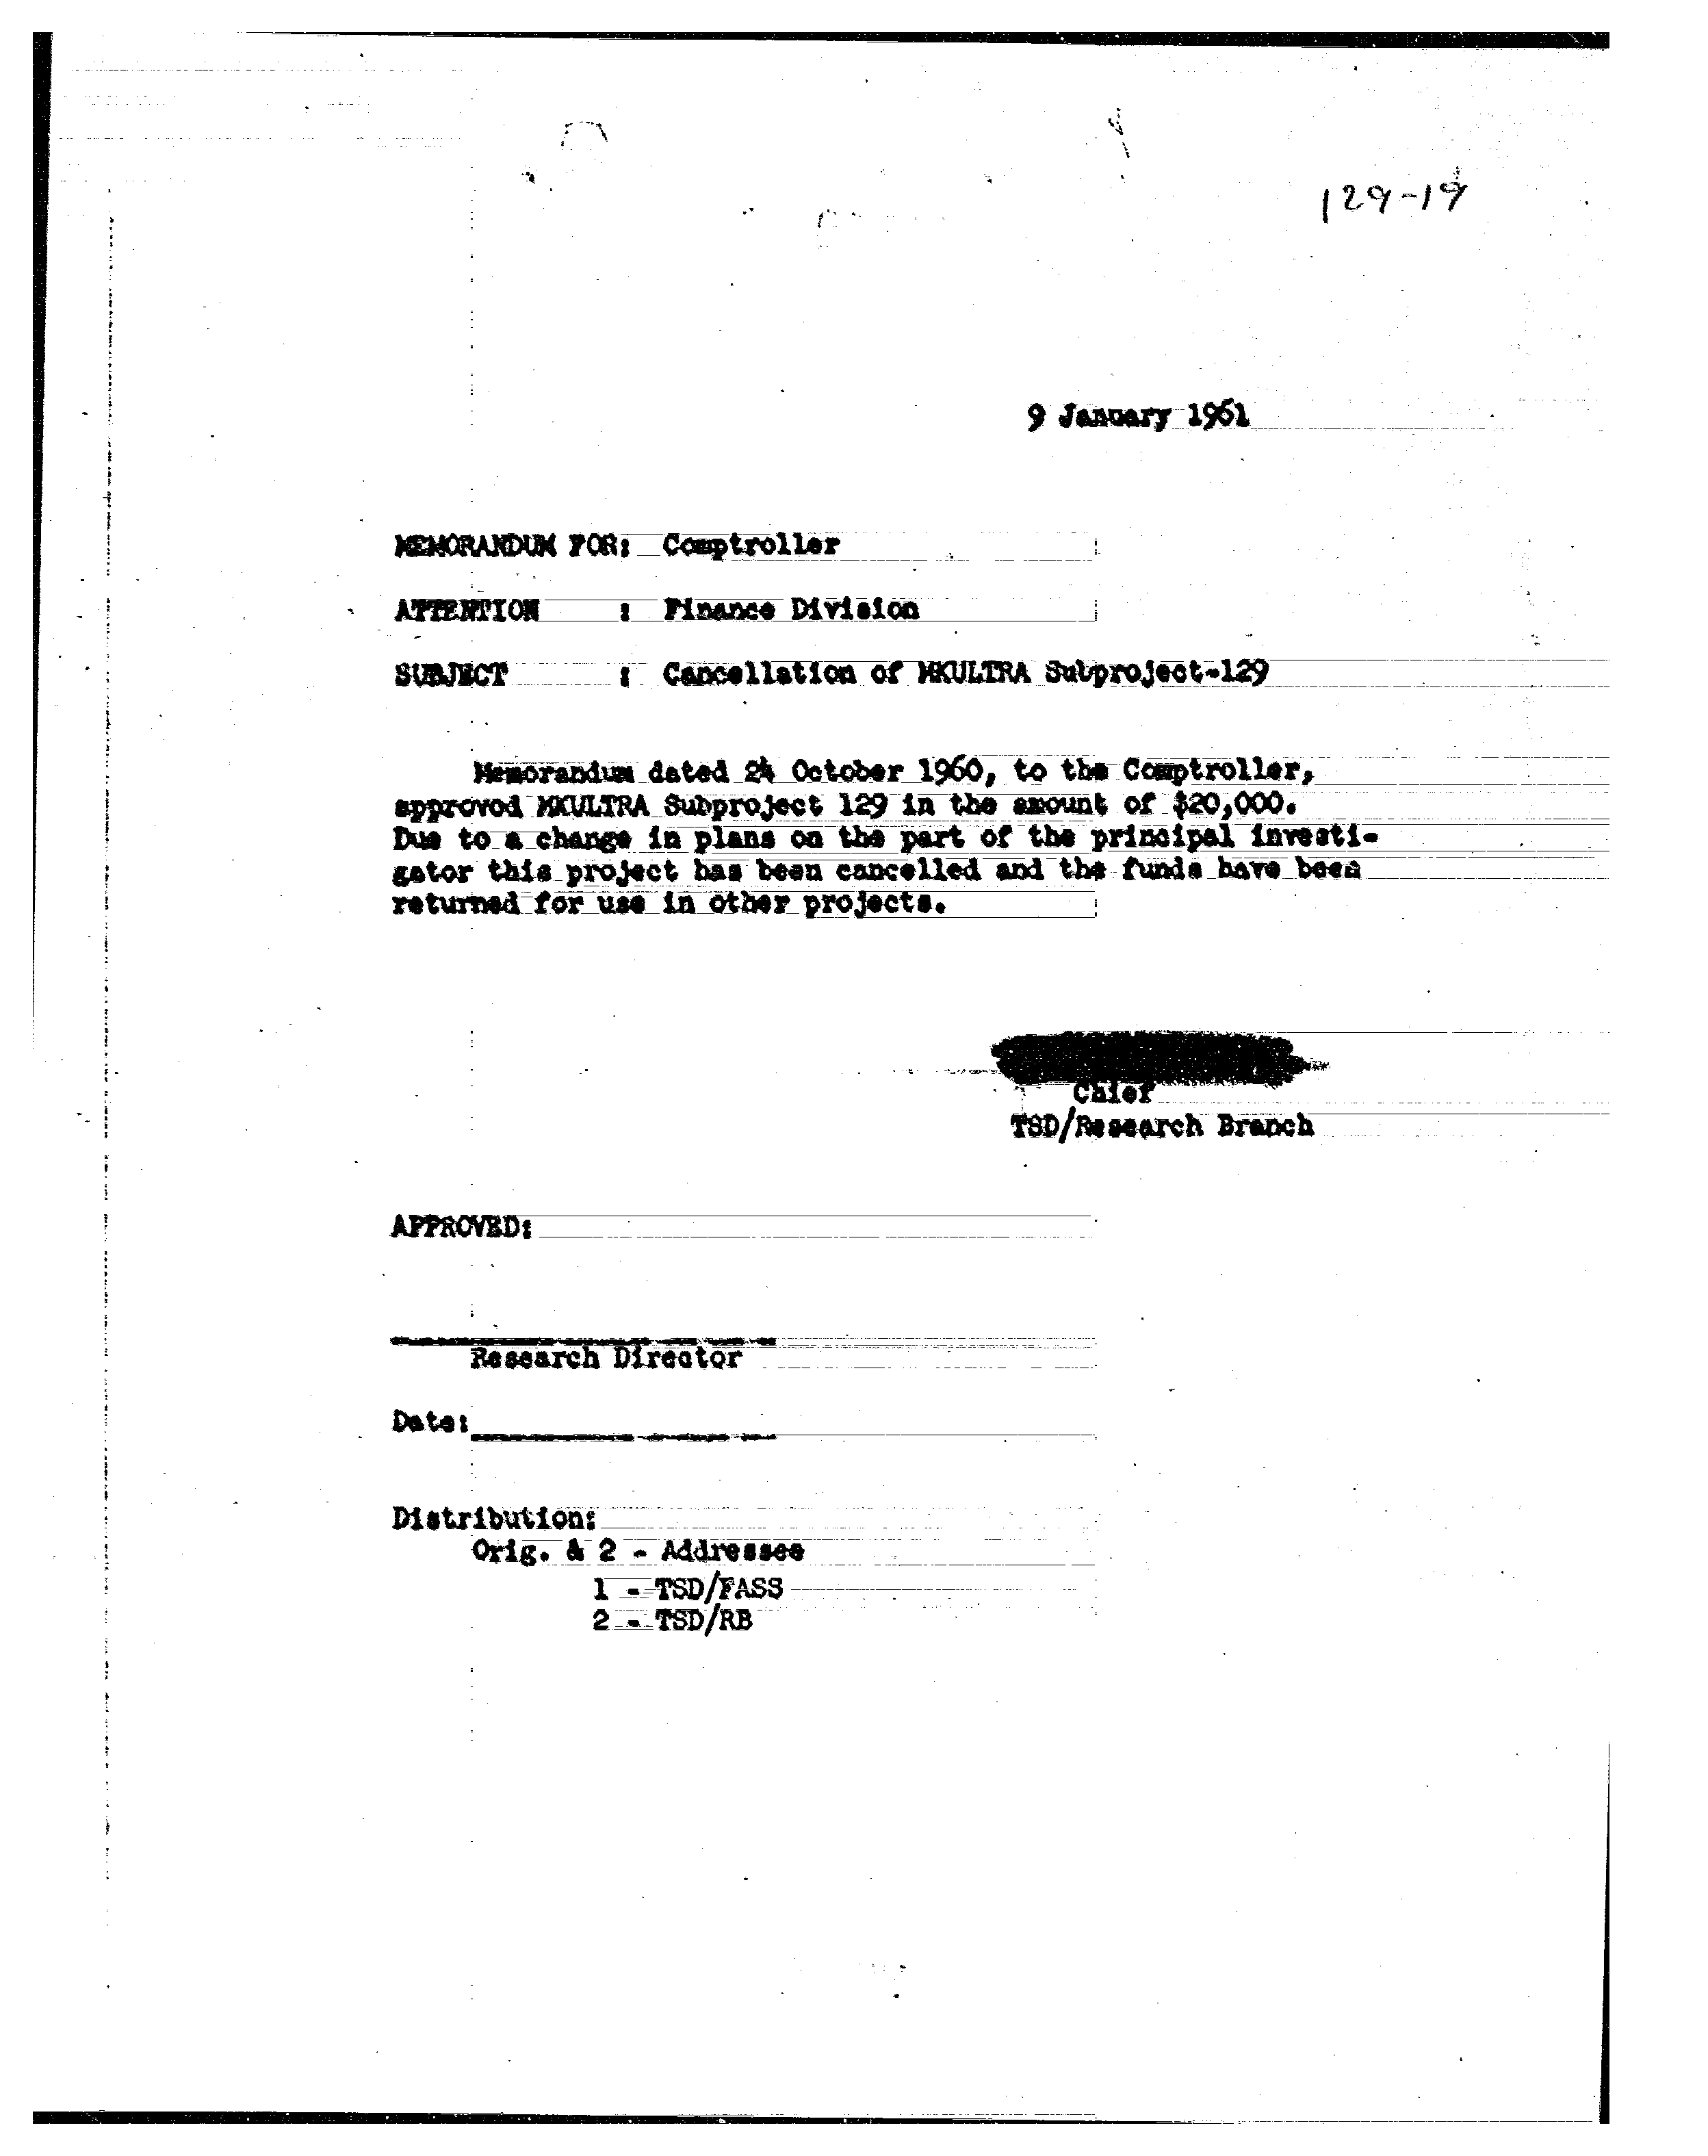 129-19
9 January 1961
MEMORANDUM FOR: Comptroller
ATTENTION : Finance Division
SUBJECT : Cancellation of MKULTRA Subproject-129
Memorandum dated 24 October 1960, to the Comptroller,
approved MKULTRA Subproject 129 in the amount of $20,000.
Due to a change in plans on the part of the principal investi-
gator this project has been cancelled and the funds have been
returned for use in other projects.
Chief
TSD/Research Branch
APPROVED:
Research Director
Date:
Distribution:
Orig. & 2 - Addressee
1 - TSD/FASS
2 - TSD/RB